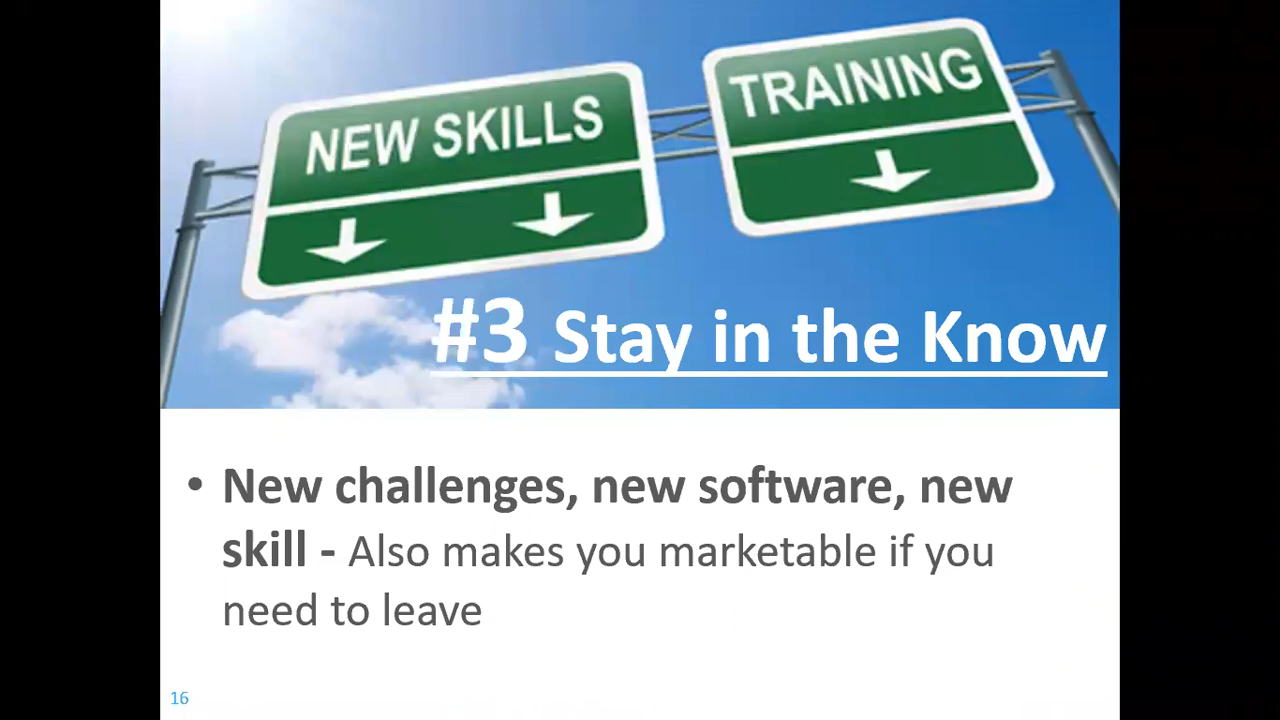 NEW SKILLS
TRAINING
#3 Stay in the Know
• New challenges, new software, new
skill - Also makes you marketable if you
need to leave
16